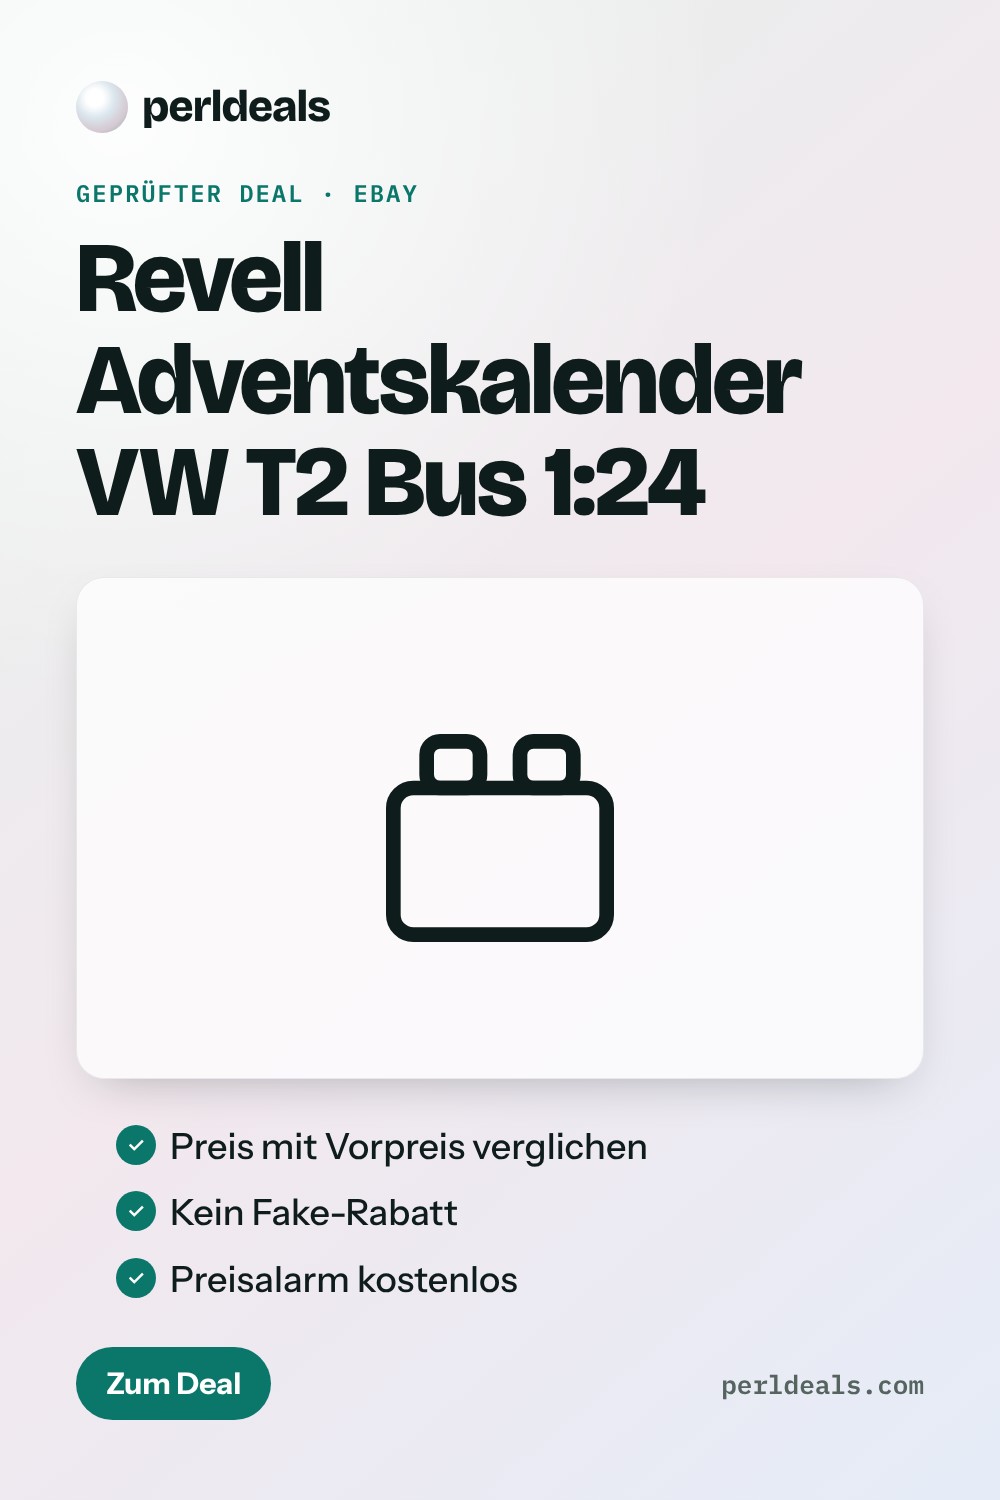 perldeals
GEPRÜFTER DEAL · EBAY
Revell
Adventskalender
VW T2 Bus 1:24
Preis mit Vorpreis verglichen
Kein Fake-Rabatt
Preisalarm kostenlos
Zum Deal
perldeals.com